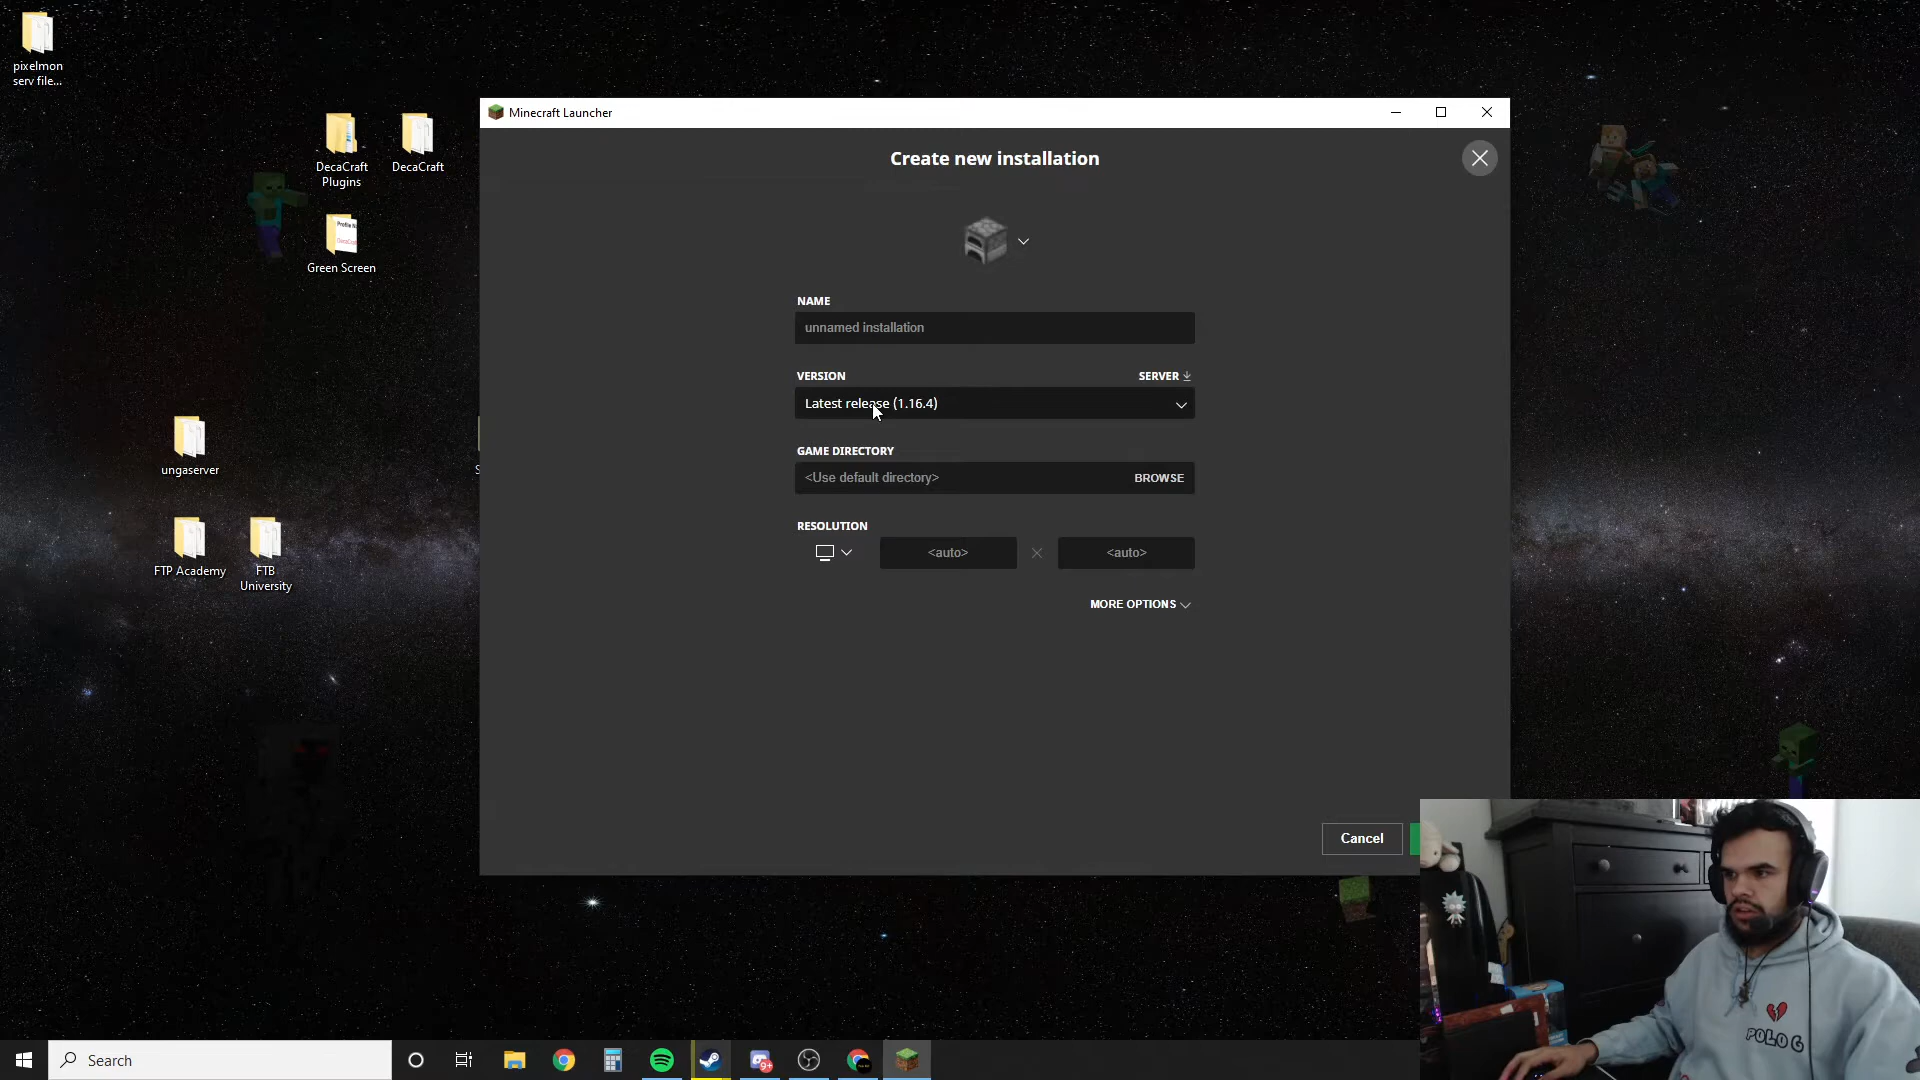 pixelmon
serv file...
DecaCraft
Plugins
DecaCraft
Green Screen
ungaserver
FTP Academy
FTB
University
Minecraft Launcher
Create new installation
NAME
unnamed installation
VERSION
SERVER
Latest release (1.16.4)
GAME DIRECTORY
<Use default directory>
BROWSE
RESOLUTION
<auto>
<auto>
MORE OPTIONS
Cancel
POLO G
Search
9+